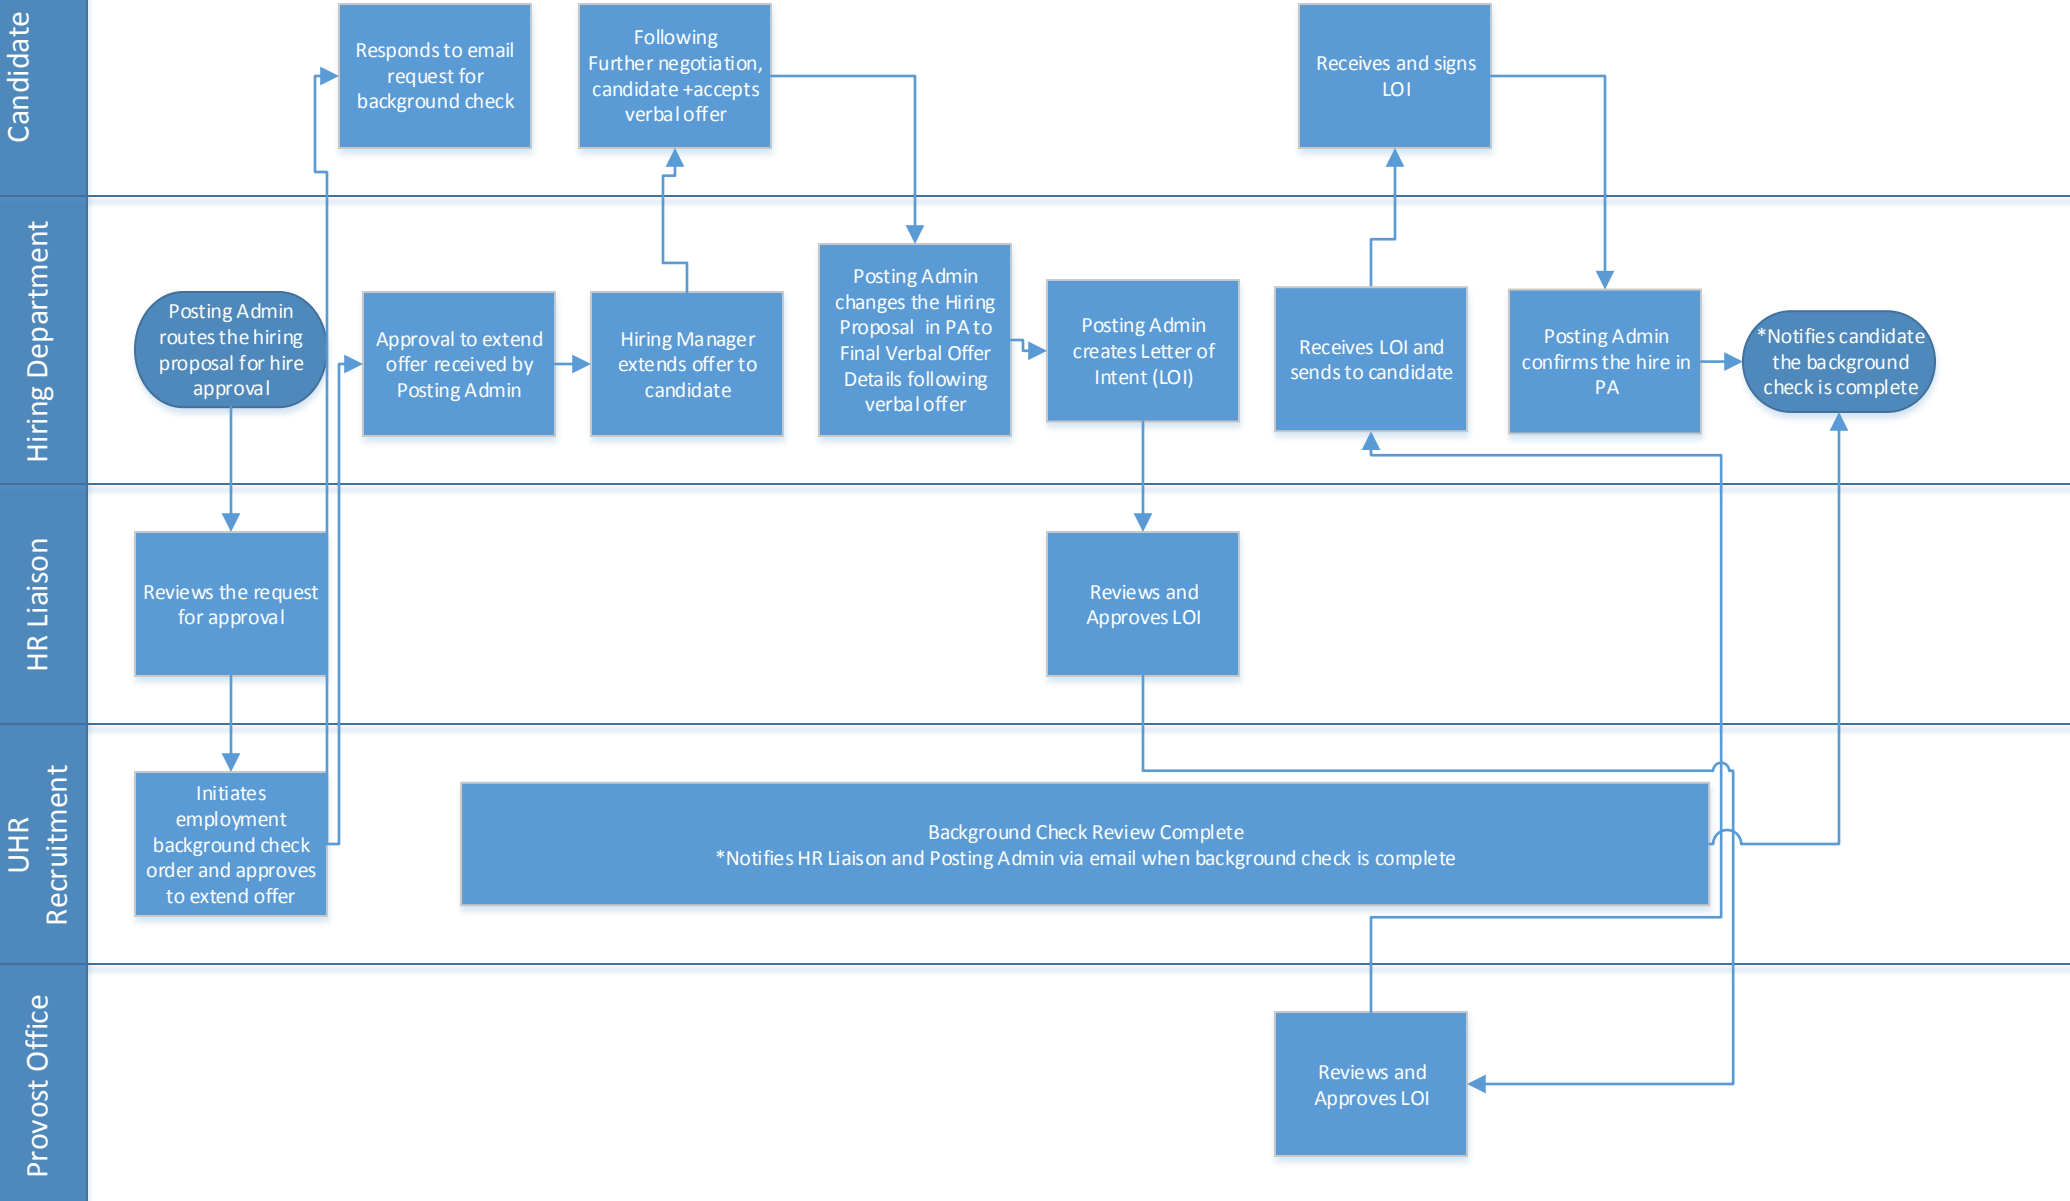 Candidate
Responds to email
request for
background check
Following
Further negotiation,
candidate +accepts
verbal offer
Receives and signs
LOI
Hiring Department
Posting Admin
routes the hiring
proposal for hire
approval
Approval to extend
offer received by
Posting Admin
Hiring Manager
extends offer to
candidate
Posting Admin
changes the Hiring
Proposal in PA to
Final Verbal Offer
Details following
verbal offer
Posting Admin
creates Letter of
Intent (LOI)
Receives LOI and
sends to candidate
Posting Admin
confirms the hire in
PA
*Notifies candidate
the background
check is complete
HR Liaison
Reviews the request
for approval
Reviews and
Approves LOI
UHR
Recruitment
Initiates
employment
background check
order and approves
to extend offer
Background Check Review Complete
*Notifies HR Liaison and Posting Admin via email when background check is complete
Provost Office
Reviews and
Approves LOI